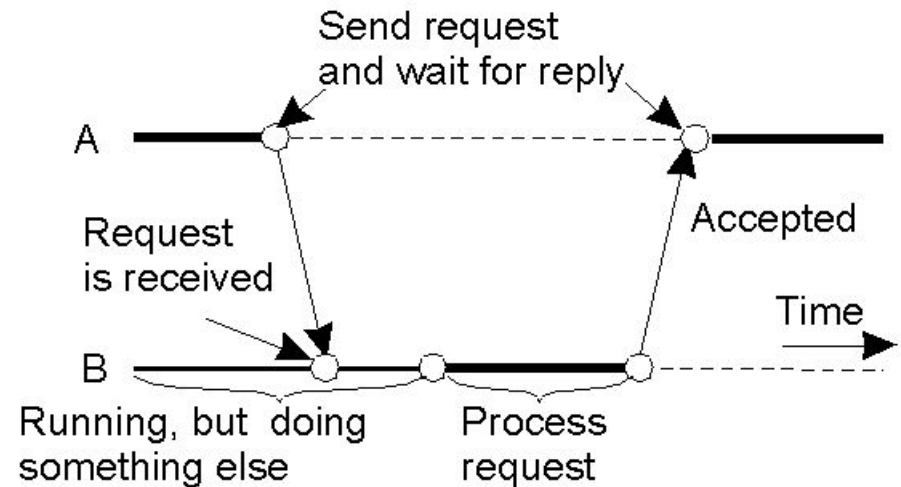 Send request
and wait for reply
A
Request
is received
Accepted
Time
B
Running, but doing
something else
Process
request